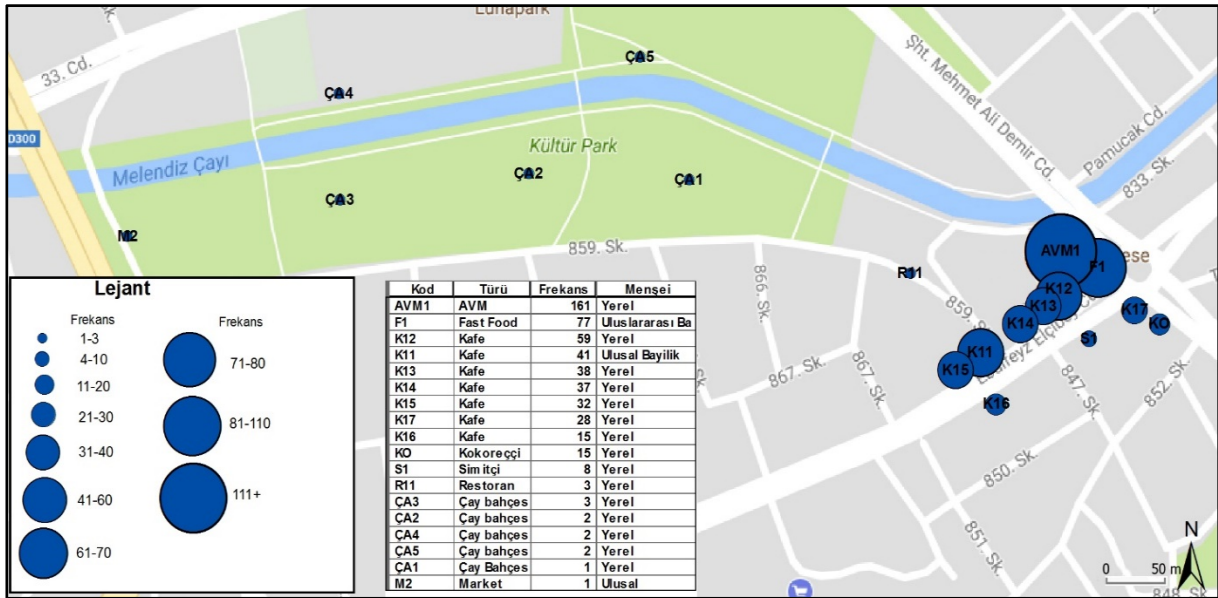 Sk.
Lunapark
33. Cd.
ÇA5
ÇA4
Şht. Mehmet Ali Demir Cd.
Pamucak Cd.
833. Sk.
D300
Kültür Park
Melendiz Çayı
ÇA2
ÇA1
ÇA3
M2
859. Sk.
AVM1
ese
F1
R11
K12
K13
K14
K17
KO
S1
K11
K15
K16
859. Sk.
866. Sk.
867. Sk.
867. Sk.
847. Sk.
852. Sk.
850. Sk.
851. Sk.
848. Sk.
Lejant
Frekans
1-3
4-10
11-20
21-30
31-40
41-60
61-70
Frekans
71-80
81-110
111+
Kod Türü Frekans Menşei
AVM1 AVM 161 Yerel
F1 Fast Food 77 Uluslararası Ba
K12 Kafe 59 Yerel
K11 Kafe 41 Ulusal Bayilik
K13 Kafe 38 Yerel
K14 Kafe 37 Yerel
K15 Kafe 32 Yerel
K17 Kafe 28 Yerel
K16 Kafe 15 Yerel
KO Kokoreççi 15 Yerel
S1 Simitçi 8 Yerel
R11 Restoran 3 Yerel
ÇA3 Çay bahçes 3 Yerel
ÇA2 Çay bahçes 2 Yerel
ÇA4 Çay bahçes 2 Yerel
ÇA5 Çay bahçes 2 Yerel
ÇA1 Çay Bahçes 1 Yerel
M2 Market 1 Ulusal
N
0 50 m